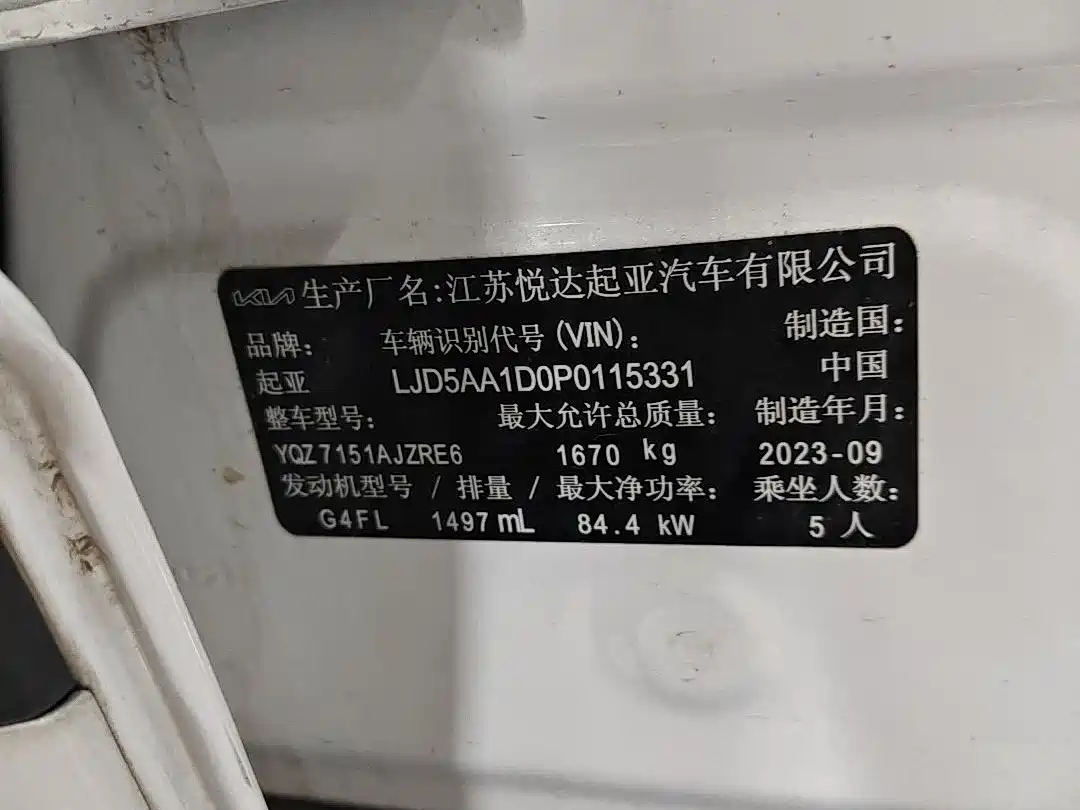 KIA 生产厂名:江苏悦达起亚汽车有限公司
品牌: 车辆识别代号(VIN): 制造国:
起亚 LJD5AA1D0P0115331 中国
整车型号: 最大允许总质量: 制造年月:
YQZ7151AJZRE6 1670 kg 2023-09
发动机型号 / 排量 / 最大净功率: 乘坐人数:
G4FL 1497 mL 84.4 kW 5 人